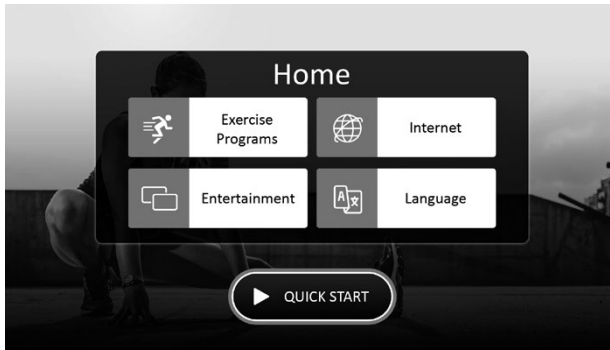 Home
Exercise
Programs
Internet
Entertainment
Language
QUICK START